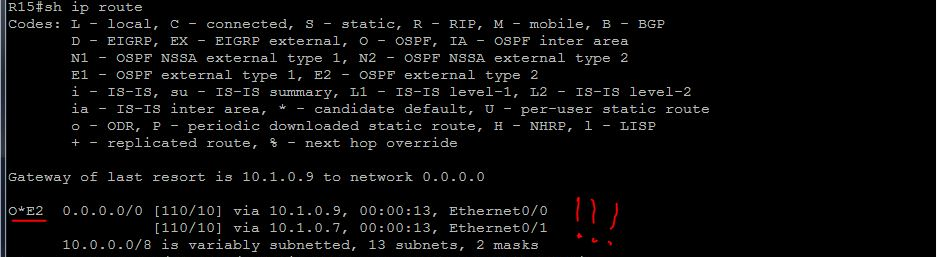 R15#sh ip route
Codes: L - local, C - connected, S - static, R - RIP, M - mobile, B - BGP
D - EIGRP, EX - EIGRP external, O - OSPF, IA - OSPF inter area
N1 - OSPF NSSA external type 1, N2 - OSPF NSSA external type 2
E1 - OSPF external type 1, E2 - OSPF external type 2
i - IS-IS, su - IS-IS summary, L1 - IS-IS level-1, L2 - IS-IS level-2
ia - IS-IS inter area, * - candidate default, U - per-user static route
o - ODR, P - periodic downloaded static route, H - NHRP, l - LISP
+ - replicated route, % - next hop override
Gateway of last resort is 10.1.0.9 to network 0.0.0.0
O*E2 0.0.0.0/0 [110/10] via 10.1.0.9, 00:00:13, Ethernet0/0 !!!
[110/10] via 10.1.0.7, 00:00:13, Ethernet0/1
10.0.0.0/8 is variably subnetted, 13 subnets, 2 masks